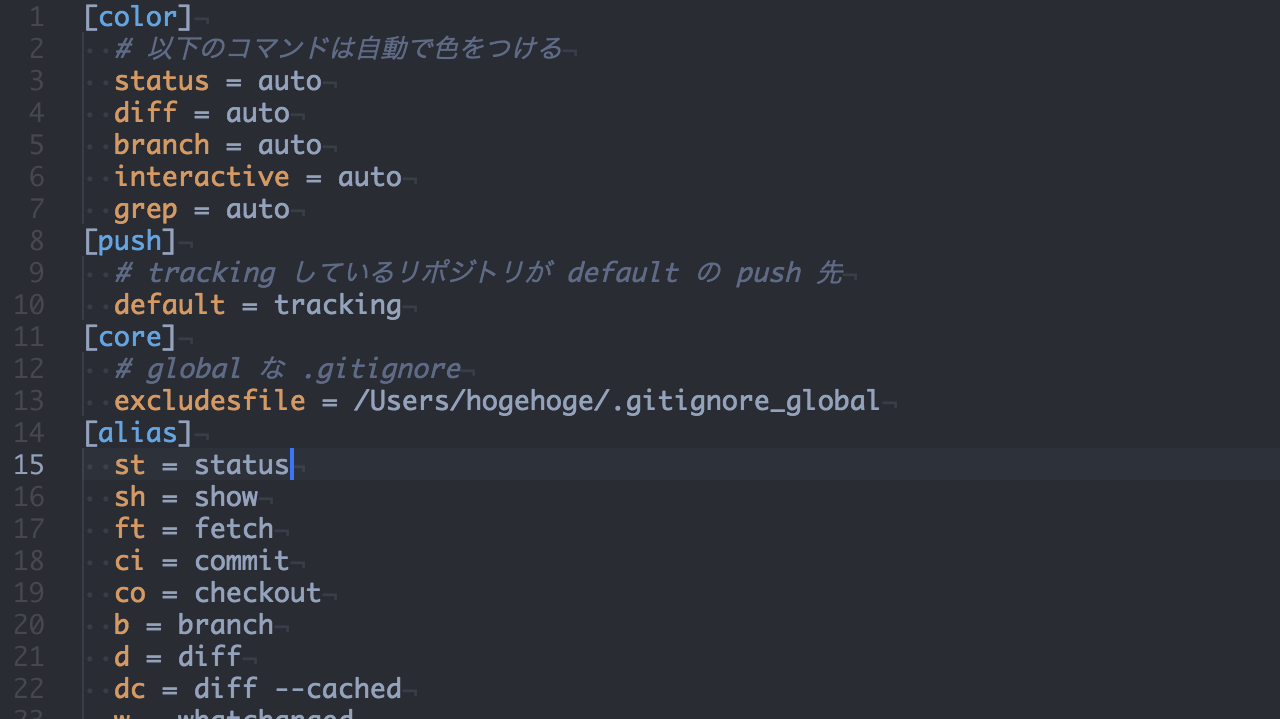 1 [color]¬
2 # 以下のコマンドは自動で色をつける¬
3 status = auto¬
4 diff = auto¬
5 branch = auto¬
6 interactive = auto¬
7 grep = auto¬
8 [push]¬
9 # tracking しているリポジトリが default の push 先¬
10 default = tracking¬
11 [core]¬
12 # global な .gitignore¬
13 excludesfile = /Users/hogehoge/.gitignore_global¬
14 [alias]¬
15 st = status¬
16 sh = show¬
17 ft = fetch¬
18 ci = commit¬
19 co = checkout¬
20 b = branch¬
21 d = diff¬
22 dc = diff --cached¬
23 w = whatchanged